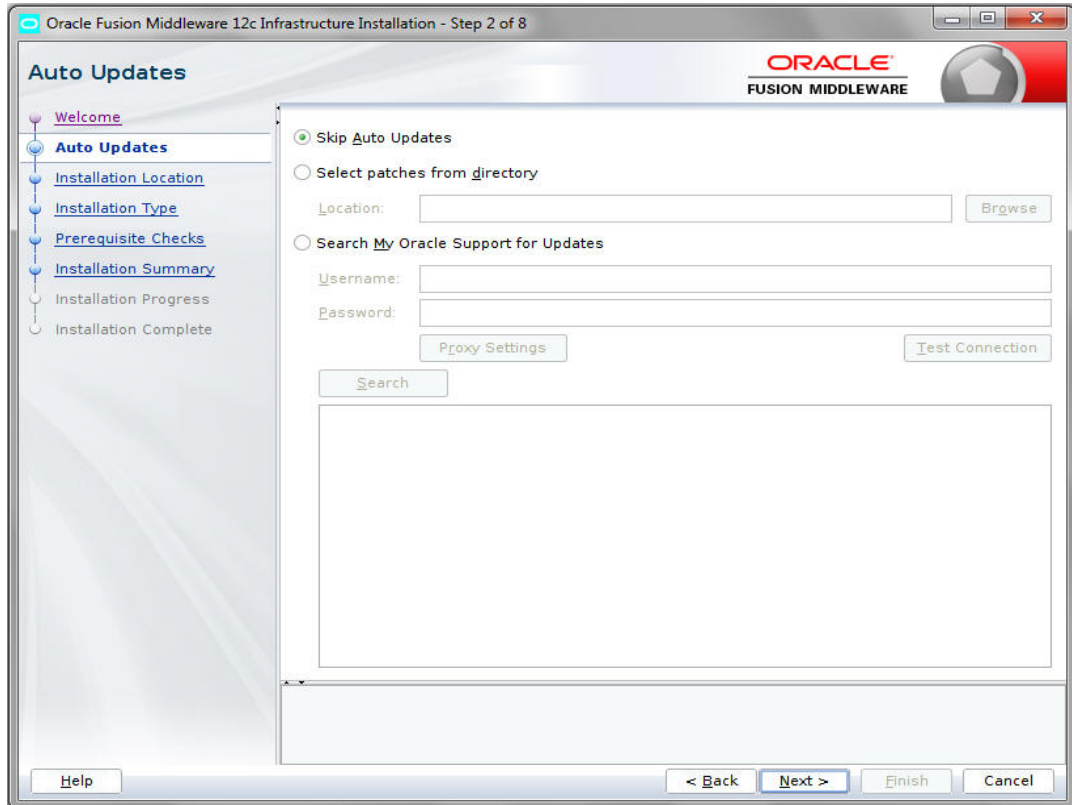 Oracle Fusion Middleware 12c Infrastructure Installation - Step 2 of 8
Auto Updates
ORACLE
FUSION MIDDLEWARE
Welcome
Auto Updates
Installation Location
Installation Type
Prerequisite Checks
Installation Summary
Installation Progress
Installation Complete
Skip Auto Updates
Select patches from directory
Location:
Browse
Search My Oracle Support for Updates
Username:
Password:
Proxy Settings
Test Connection
Search
Help
< Back
Next >
Finish
Cancel